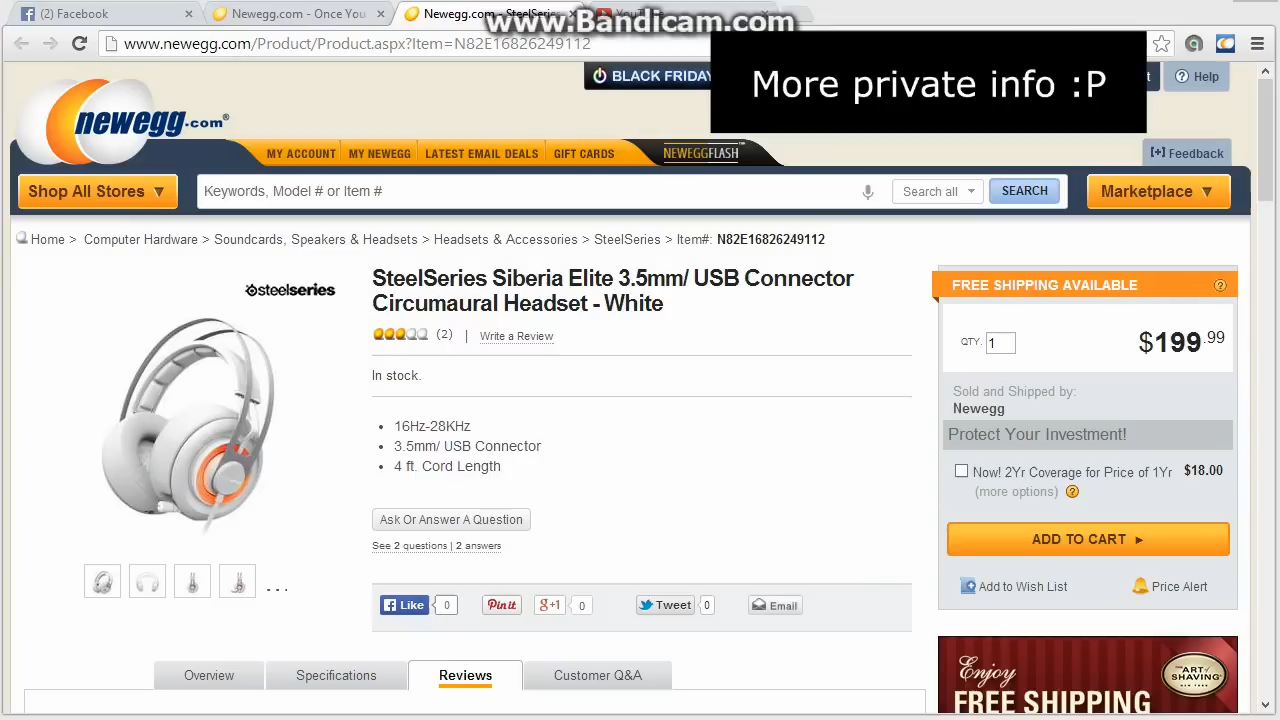 (2) Facebook
Newegg.com - Once You
Newegg.com - SteelSeries
www.Bandicam.com
www.newegg.com/Product/Product.aspx?Item=N82E16826249112
BLACK FRIDAY
More private info :P
Help
newegg.com
MY ACCOUNT
MY NEWEGG
LATEST EMAIL DEALS
GIFT CARDS
NEWEGGFLASH
[+] Feedback
Shop All Stores ▼
Keywords, Model # or Item #
Search all
SEARCH
Marketplace ▼
Home > Computer Hardware > Soundcards, Speakers & Headsets > Headsets & Accessories > SteelSeries > Item#: N82E16826249112
steelseries
SteelSeries Siberia Elite 3.5mm/ USB Connector
Circumaural Headset - White
(2) | Write a Review
In stock.
• 16Hz-28KHz
• 3.5mm/ USB Connector
• 4 ft. Cord Length
Ask Or Answer A Question
See 2 questions | 2 answers
Like 0
Pinit
g+1 0
Tweet 0
Email
FREE SHIPPING AVAILABLE
QTY. 1
$199.99
Sold and Shipped by:
Newegg
Protect Your Investment!
Now! 2Yr Coverage for Price of 1Yr $18.00
(more options)
ADD TO CART ►
Add to Wish List
Price Alert
Overview
Specifications
Reviews
Customer Q&A
Enjoy
FREE SHIPPING
THE ART of
SHAVING